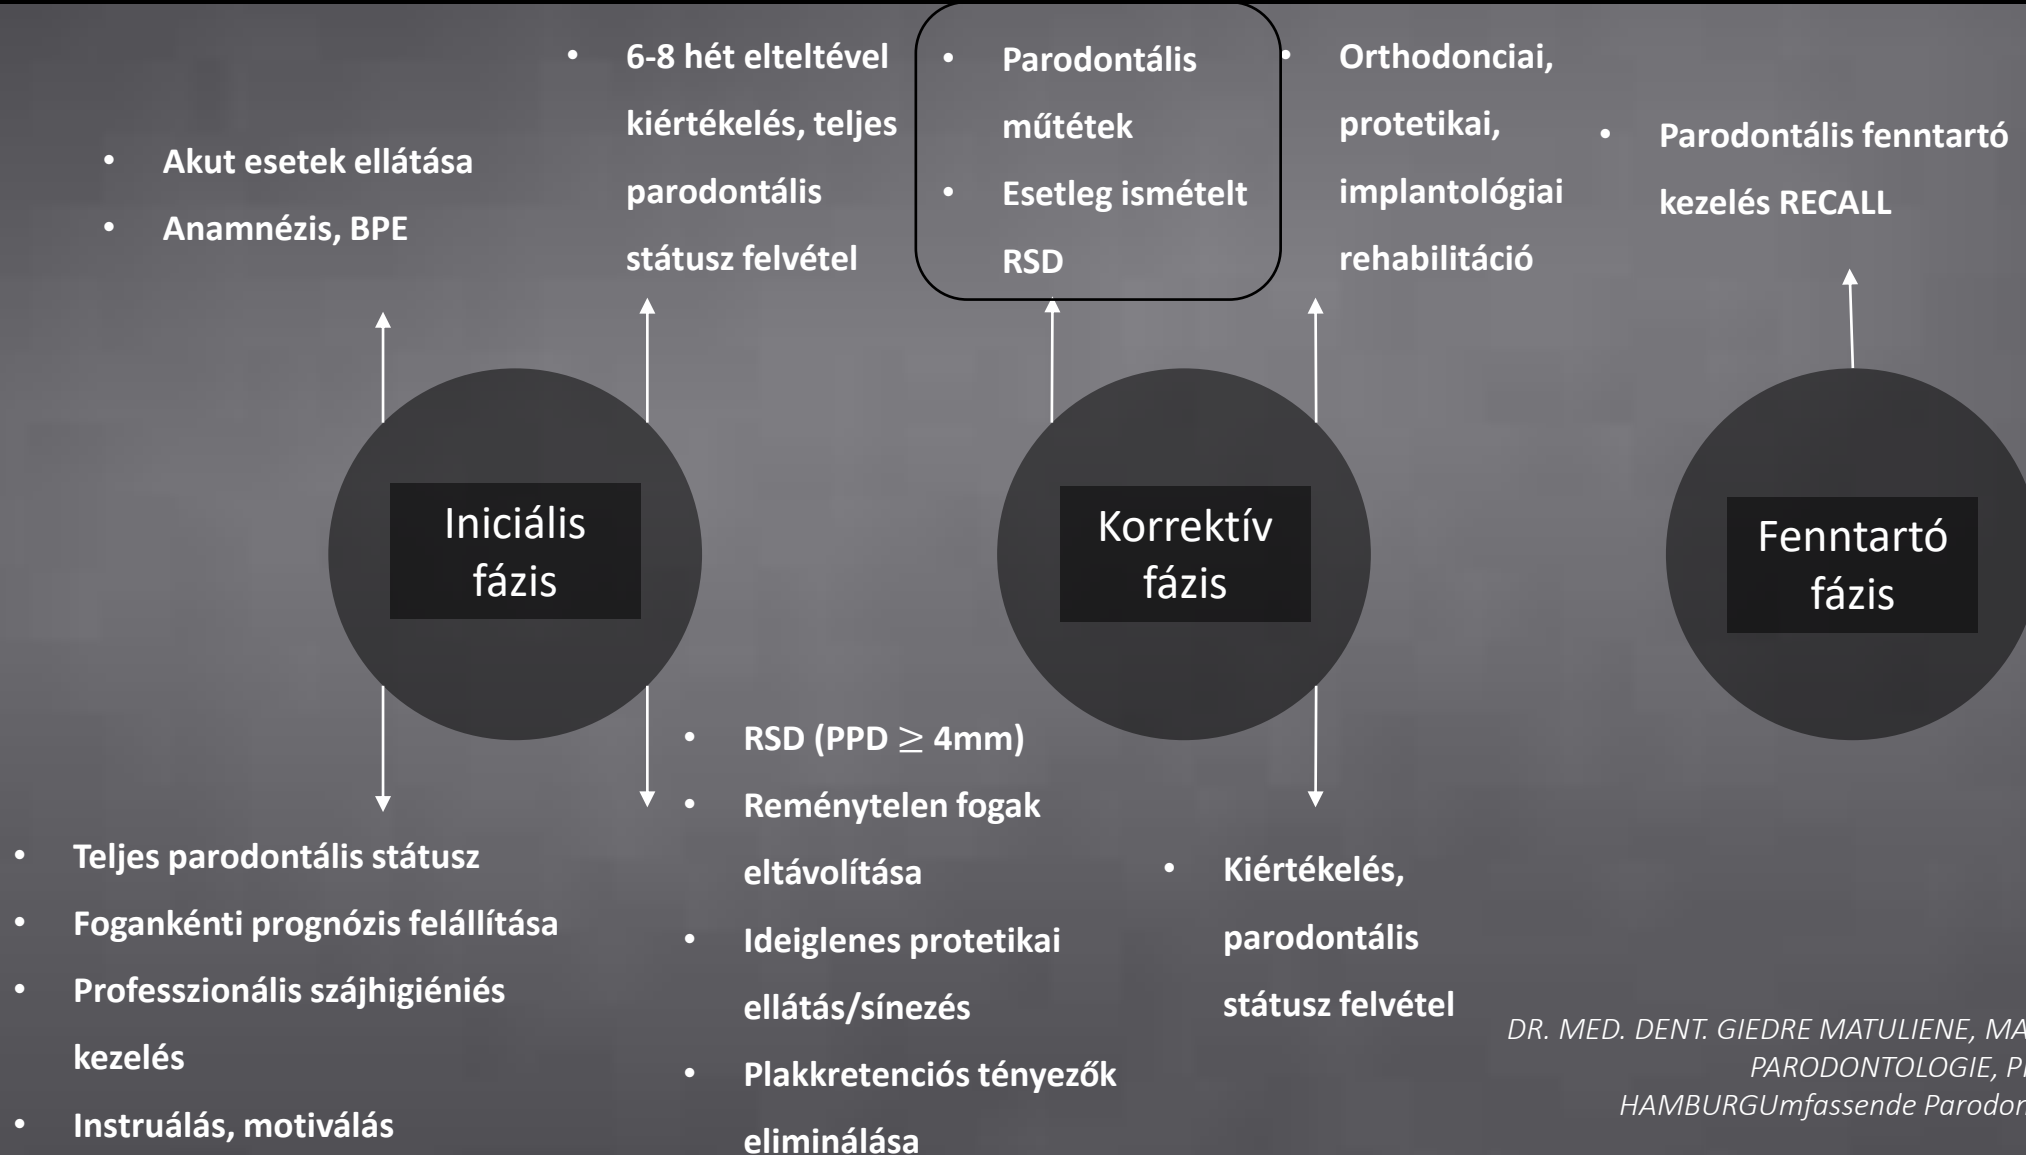 • Akut esetek ellátása
• Anamnézis, BPE
• 6-8 hét elteltével
kiértékelés, teljes
parodontális
státusz felvétel
• Parodontális
műtétek
• Esetleg ismételt
RSD
• Orthodonciai,
protetikai,
implantológiai
rehabilitáció
• Parodontális fenntartó
kezelés RECALL
Iniciális
fázis
Korrektív
fázis
Fenntartó
fázis
• Teljes parodontális státusz
• Fogankénti prognózis felállítása
• Professzionális szájhigiéniés
kezelés
• Instruálás, motiválás
• RSD (PPD ≥ 4mm)
• Reménytelen fogak
eltávolítása
• Ideiglenes protetikai
ellátás/sínezés
• Plakkretenciós tényezők
eliminálása
• Kiértékelés,
parodontális
státusz felvétel
DR. MED. DENT. GIEDRE MATULIENE,
PARODONTOLOGIE,
HAMBURGUmfassende